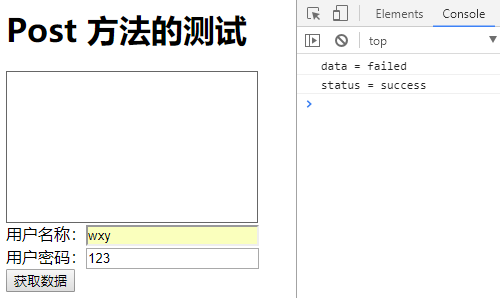 Post 方法的测试
用户名称： wxy
用户密码： 123
获取数据
Elements Console
top
data = failed
status = success